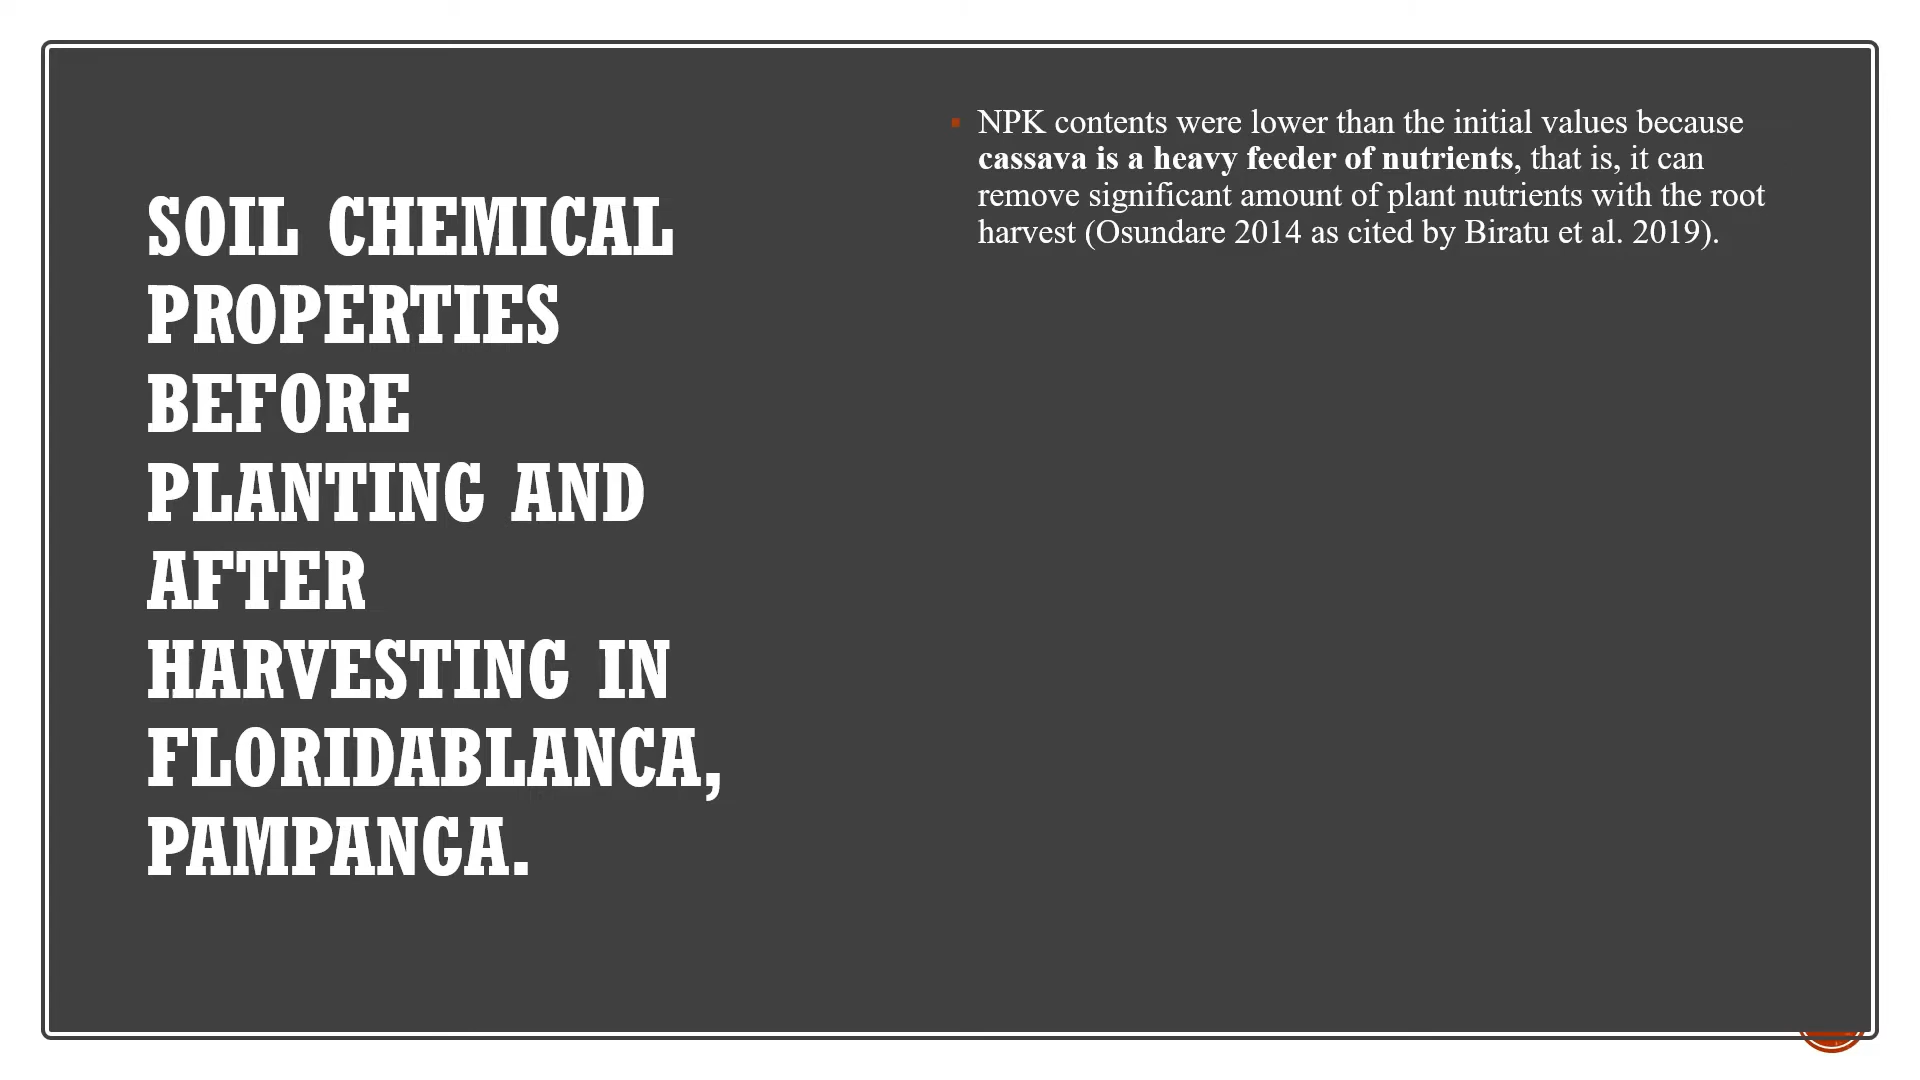 SOIL CHEMICAL
PROPERTIES
BEFORE
PLANTING AND
AFTER
HARVESTING IN
FLORIDABLANCA,
PAMPANGA.
NPK contents were lower than the initial values because
cassava is a heavy feeder of nutrients, that is, it can
remove significant amount of plant nutrients with the root
harvest (Osundare 2014 as cited by Biratu et al. 2019).